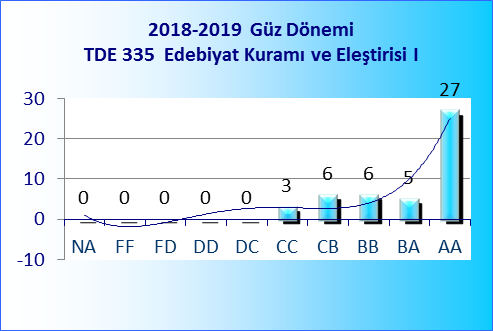 2018-2019 Güz Dönemi
TDE 335 Edebiyat Kuramı ve Eleştirisi I
30
20
10
0
-10
0 0 0 0 0 3 6 6 5 27
NA FF FD DD DC CC CB BB BA AA